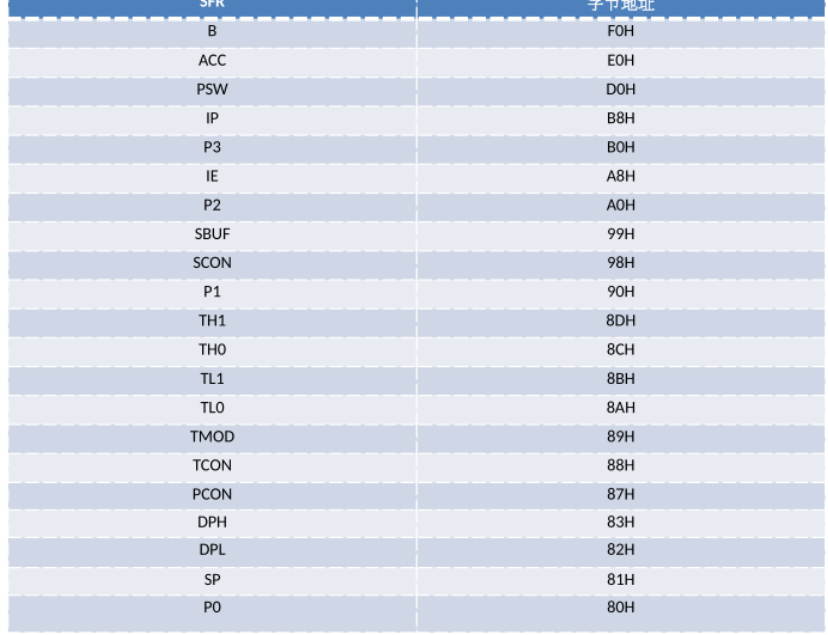 SFR 字节地址
B F0H
ACC E0H
PSW D0H
IP B8H
P3 B0H
IE A8H
P2 A0H
SBUF 99H
SCON 98H
P1 90H
TH1 8DH
TH0 8CH
TL1 8BH
TL0 8AH
TMOD 89H
TCON 88H
PCON 87H
DPH 83H
DPL 82H
SP 81H
P0 80H